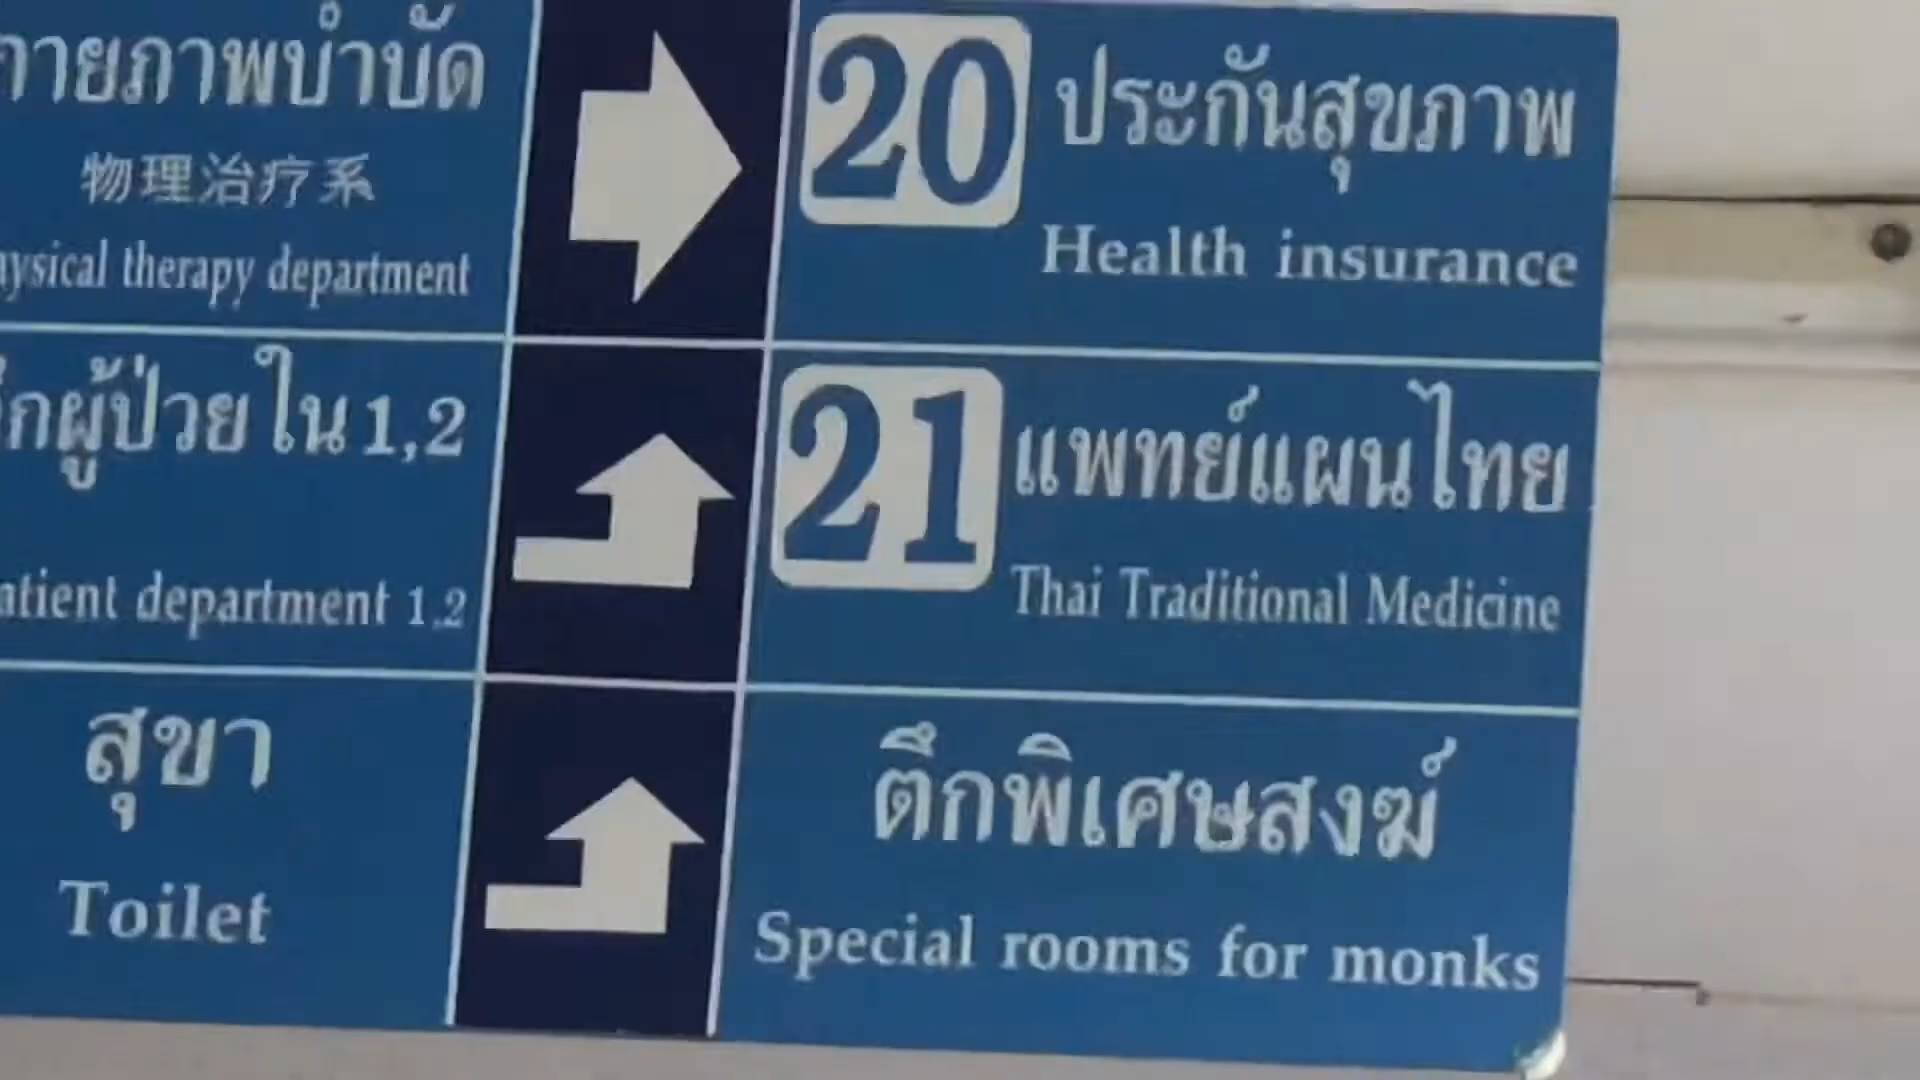 กายภาพบำบัด
物理治疗系
therapy department
ผู้ป่วยใน 1,2
department 1,2
สุขา
Toilet
20 ประกันสุขภาพ
Health insurance
21 แพทย์แผนไทย
Thai Traditional Medicine
ตึกพิเศษสงฆ์
Special rooms for monks